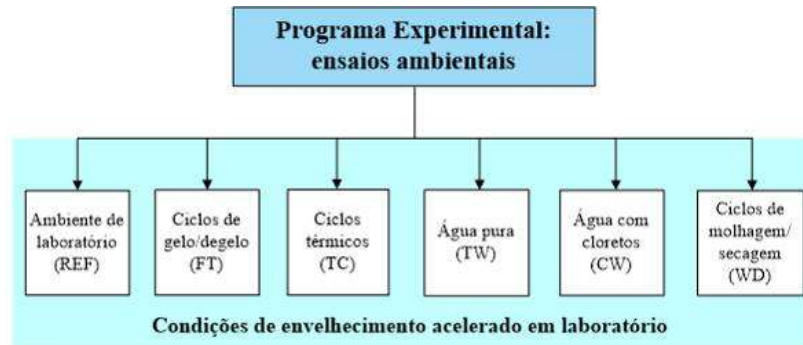 Programa Experimental:
ensaios ambientais
Ambiente de
laboratório
(REF)
Ciclos de
gelo/degelo
(FT)
Ciclos
térmicos
(TC)
Água pura
(TW)
Água com
cloretos
(CW)
Ciclos de
molhagem/
secagem
(WD)
Condições de envelhecimento acelerado em laboratório